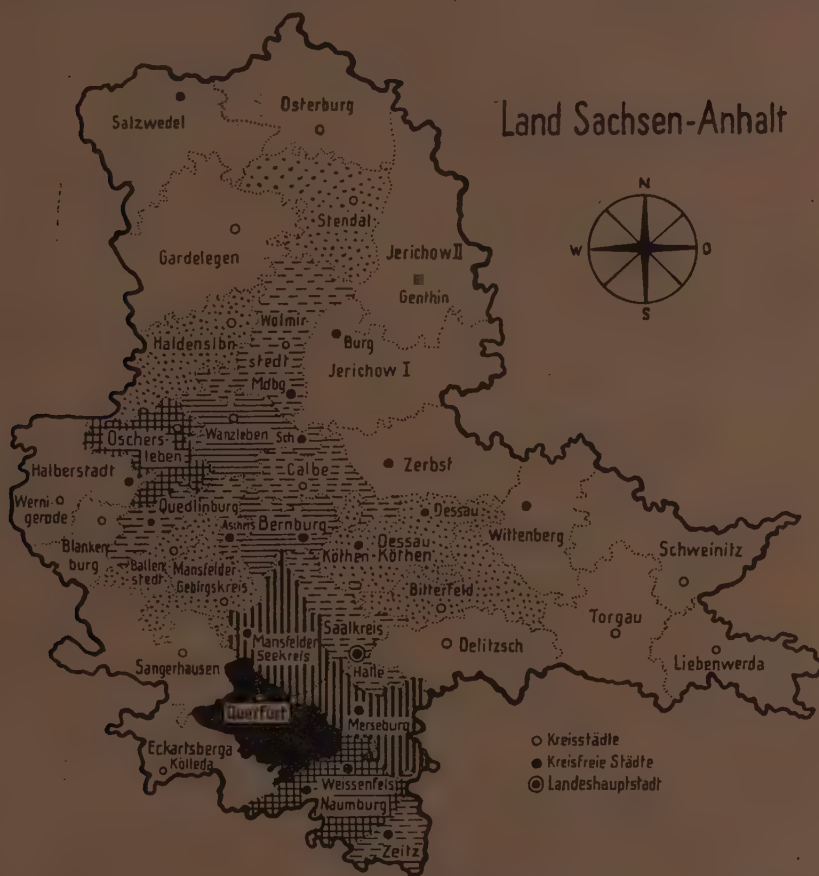 Land Sachsen-Anhalt
N
W
O
S
Salzwedel
Osterburg
Stendal
Gardelegen
Jerichow II
Genthin
Wolmir
stedt
Haldenslbn
Burg
Jerichow I
Mdbg
Oschers
leben
Wanzleben
Sch
Halberstadt
Calbe
Zerbst
Werni-
gerode
Quedlinburg
Aschers
Bernburg
Dessau
Wittenberg
Blanken
burg
Ballen
stedt
Mansfelder
Gebirgskreis
Köthen
Dessau-
Köthen
Schweinitz
Bitterfeld
Torgau
Mansfelder
Seekreis
Saalkreis
Halle
Delitzsch
Liebenwerda
Sangerhausen
Querfurt
Merseburg
Eckartsberga
Kölleda
Weissenfels
Naumburg
Zeitz
Kreisstädte
Kreisfreie Städte
Landeshauptstadt